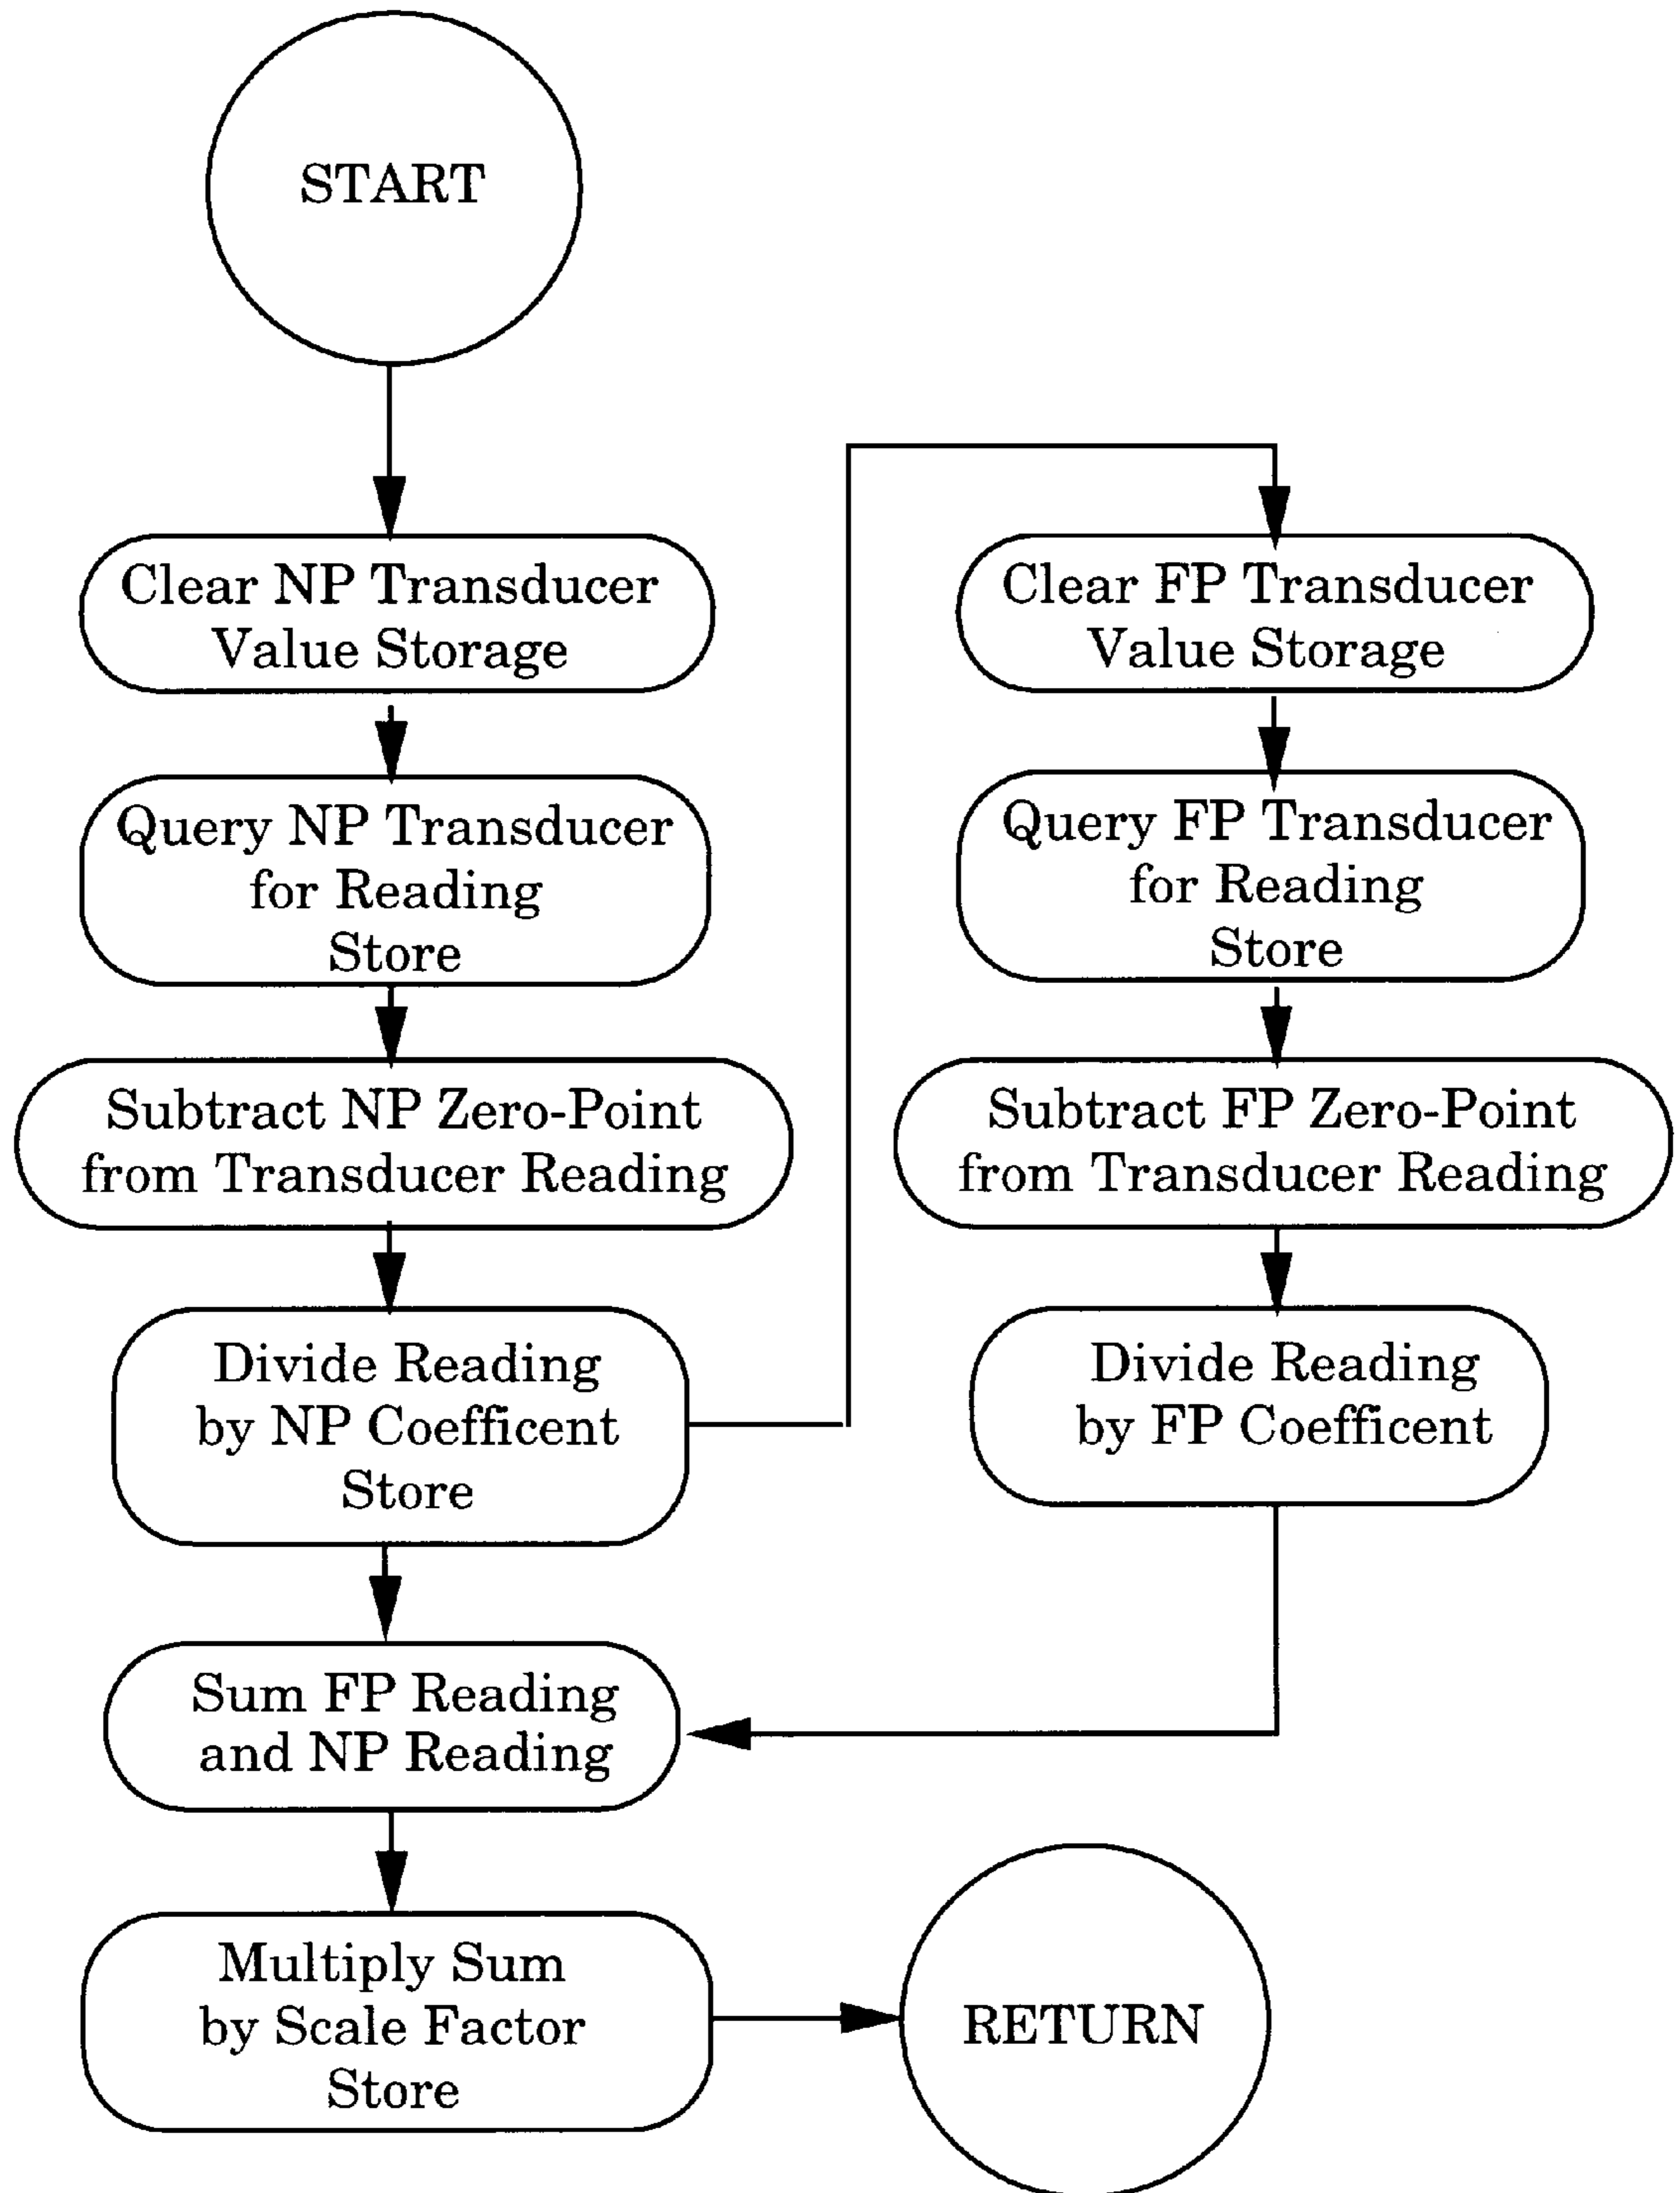 START
Clear NP Transducer
Value Storage
Query NP Transducer
for Reading
Store
Subtract NP Zero-Point
from Transducer Reading
Divide Reading
by NP Coefficent
Store
Clear FP Transducer
Value Storage
Query FP Transducer
for Reading
Store
Subtract FP Zero-Point
from Transducer Reading
Divide Reading
by FP Coefficent
Sum FP Reading
and NP Reading
Multiply Sum
by Scale Factor
Store
RETURN